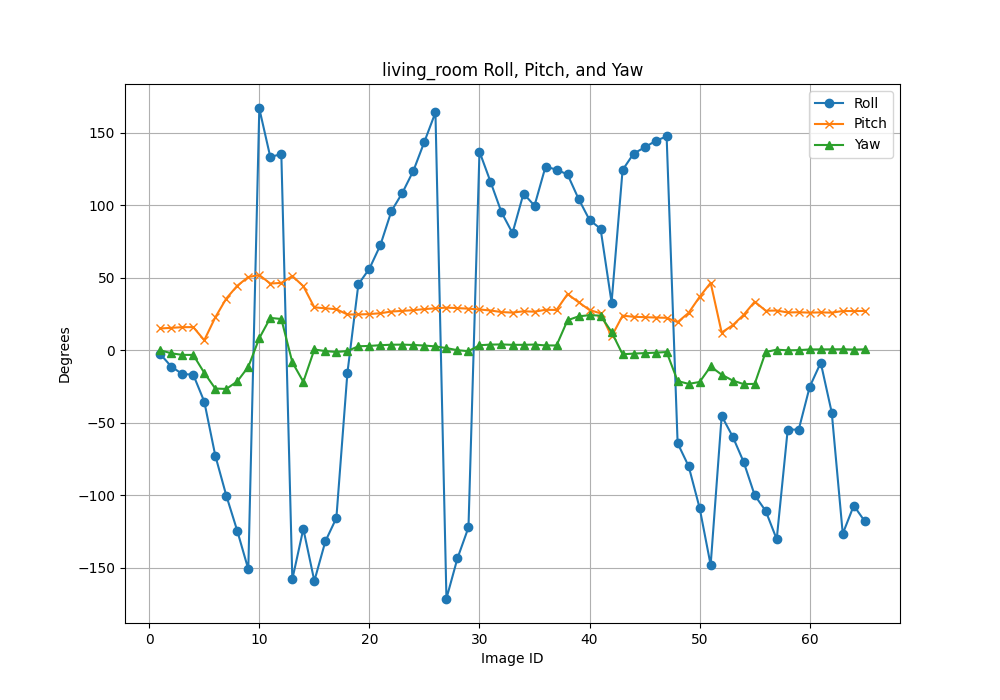 living_room Roll, Pitch, and Yaw
Roll
Pitch
Yaw
150
100
50
0
−50
−100
−150
Degrees
0 10 20 30 40 50 60
Image ID